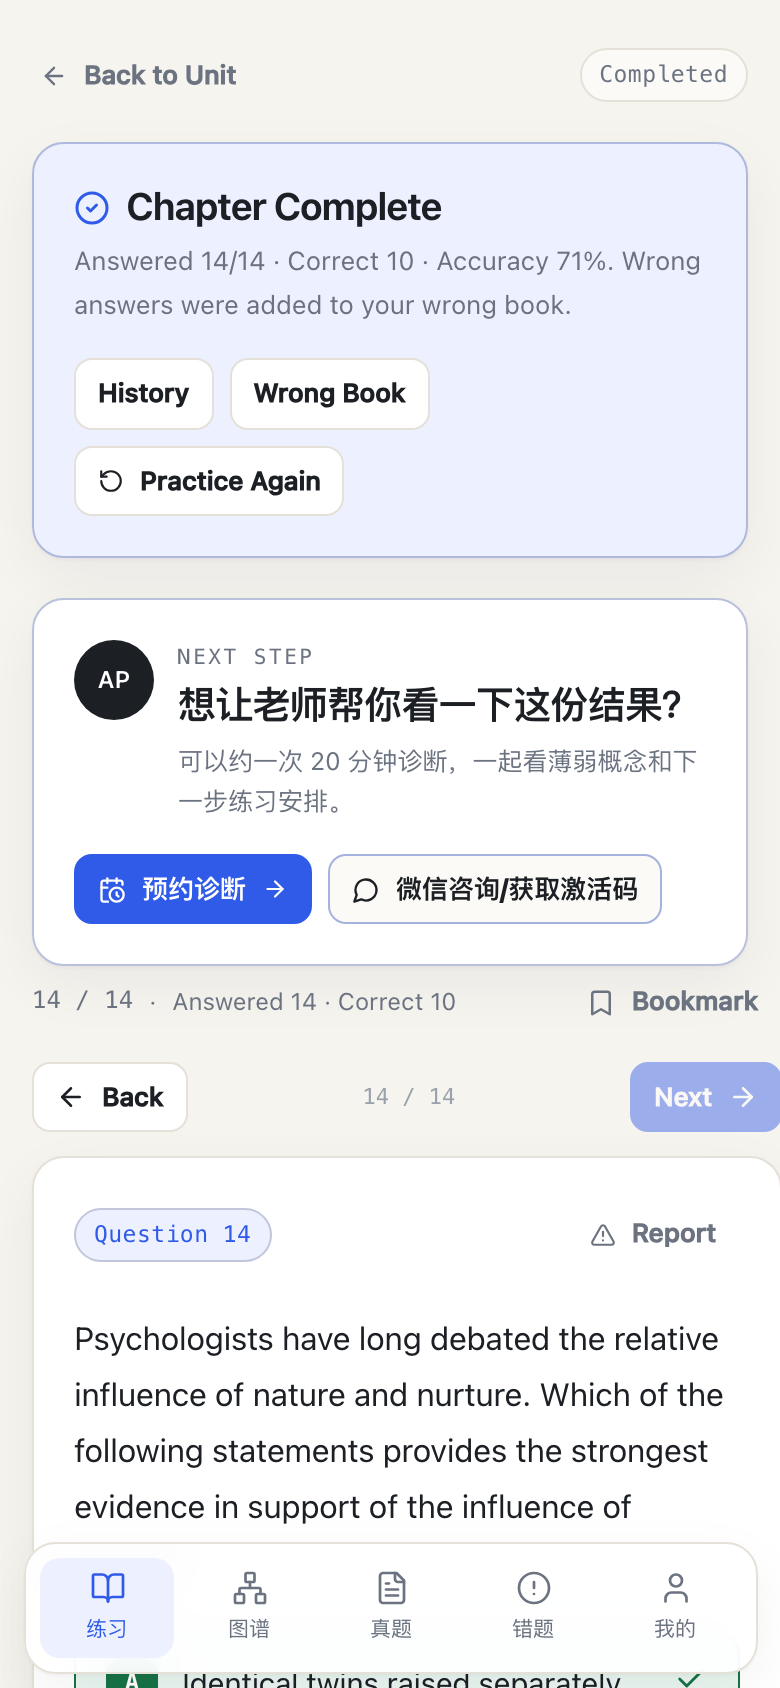 Back to Unit
Completed
Chapter Complete
Answered 14/14 · Correct 10 · Accuracy 71%. Wrong
answers were added to your wrong book.
History
Wrong Book
Practice Again
AP
NEXT STEP
想让老师帮你看一下这份结果?
可以约一次 20 分钟诊断，一起看薄弱概念和下
一步练习安排。
预约诊断
微信咨询/获取激活码
14 / 14 · Answered 14 · Correct 10
Bookmark
Back
14 / 14
Next
Question 14
Report
Psychologists have long debated the relative
influence of nature and nurture. Which of the
following statements provides the strongest
evidence in support of the influence of
练习
图谱
真题
错题
我的
A
Identical twins raised separately